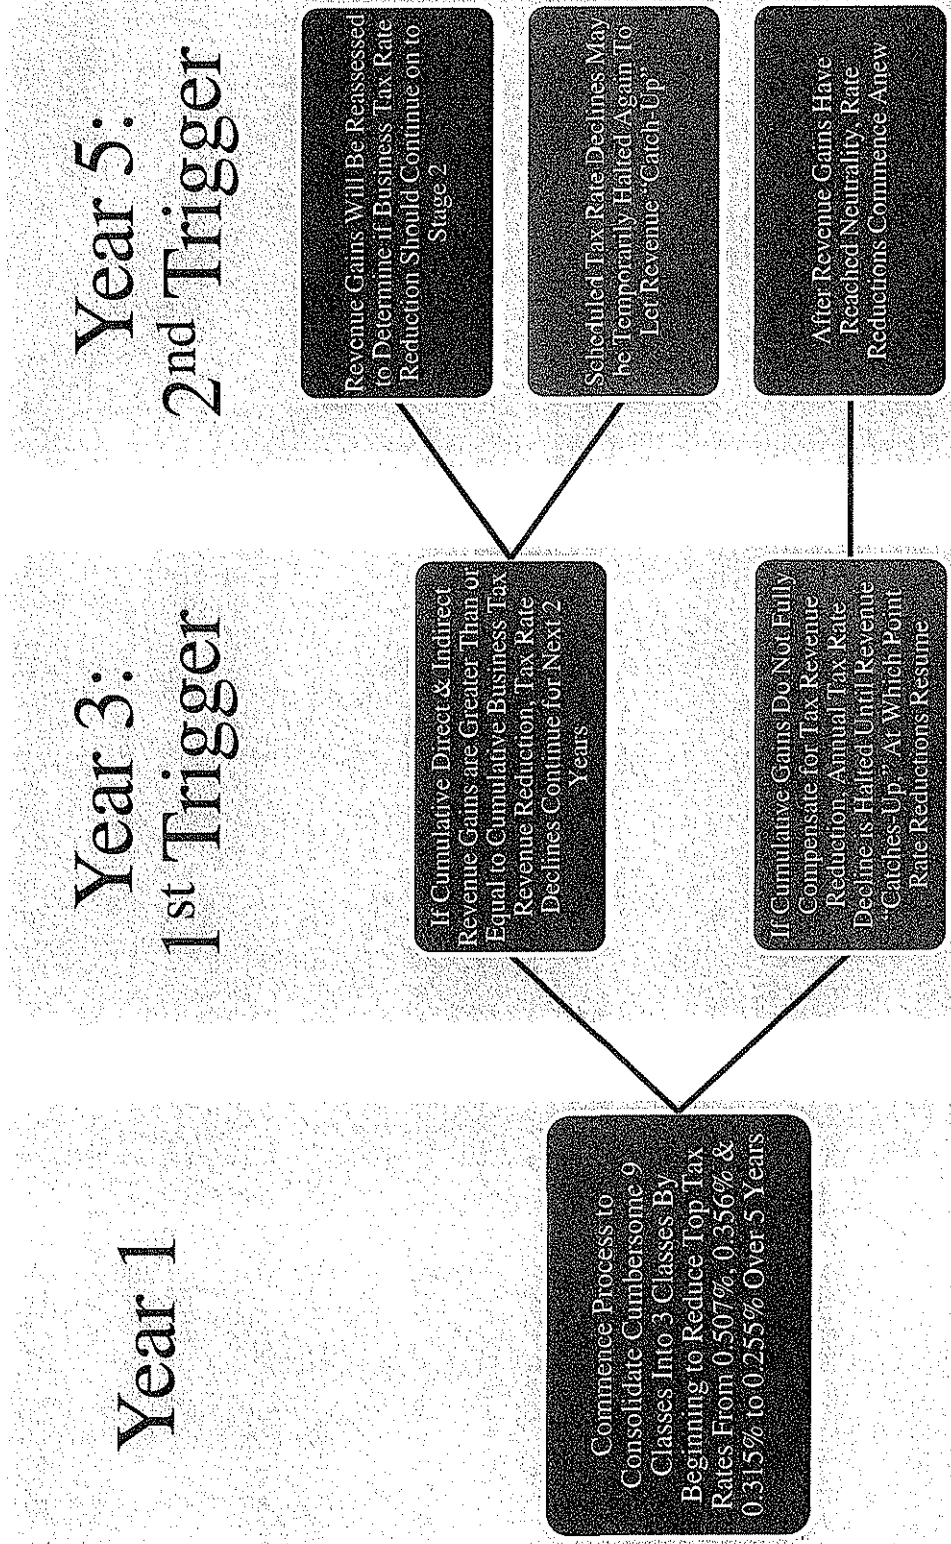 Year 1
Commence Process to
Consolidate Cumbersome 9
Classes Into 3 Classes By
Beginning to Reduce Top Tax
Rates From 0.507%, 0.356% &
0.315% to 0.255% Over 5 Years
Year 3:
1st Trigger
If Cumulative Direct & Indirect
Revenue Gains are Greater Than or
Equal to Cumulative Business Tax
Revenue Reduction, Tax Rate
Declines Continue for Next 2
Years
If Cumulative Gains Do Not Fully
Compensate for Tax Revenue
Reduction, Annual Tax Rate
Decline is Halted Until Revenue
"Catches-Up" At Which Point
Rate Reductions Resume
Year 5:
2nd Trigger
Revenue Gains Will Be Reassessed
to Determine if Business Tax Rate
Reduction Should Continue on to
Stage 2
Scheduled Tax Rate Declines May
be Temporarily Halted Again To
Let Revenue "Catch-Up"
After Revenue Gains Have
Reached Neutrality, Rate
Reductions Commence Anew